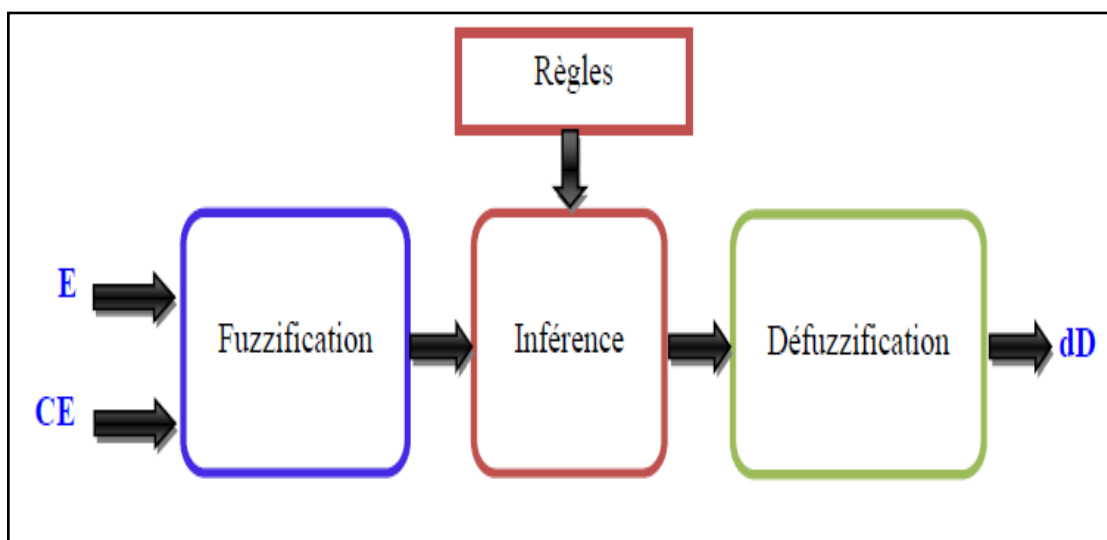 Règles
E
CE
Fuzzification
Inférence
Défuzzification
dD